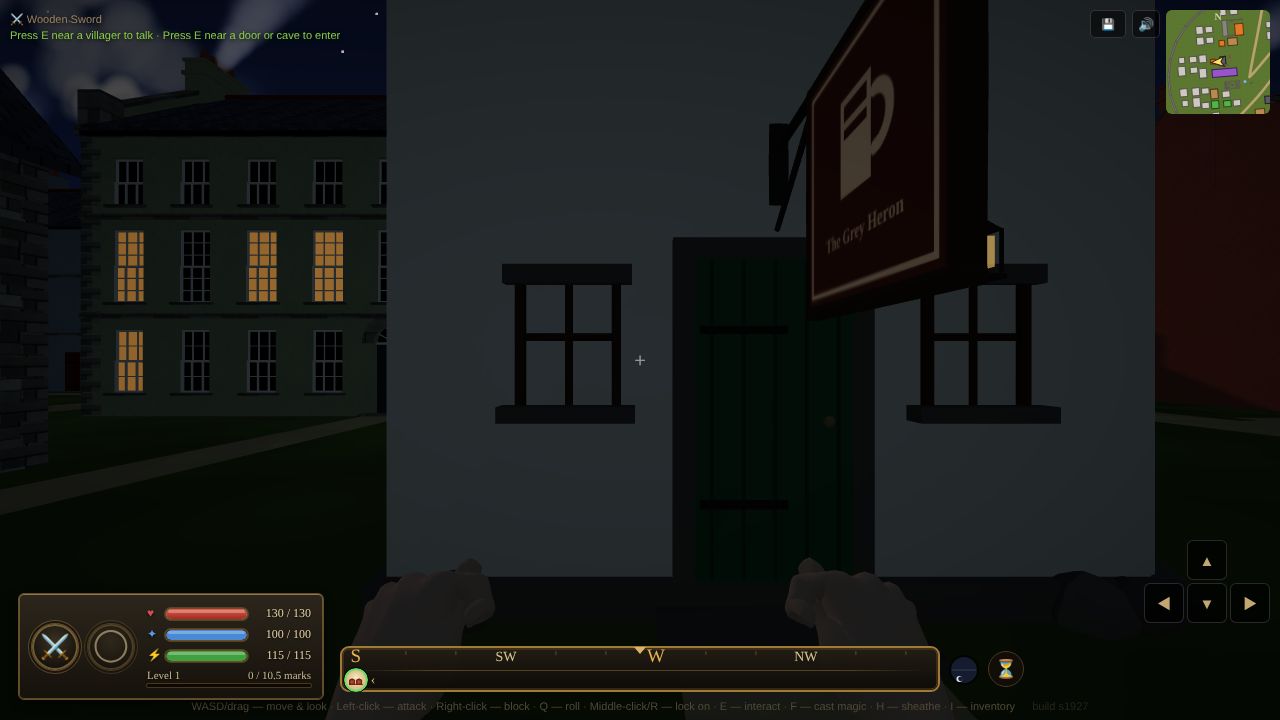 Wooden Sword
Press E near a villager to talk · Press E near a door or cave to enter
N
The Grey Heron
130 / 130
100 / 100
115 / 115
Level 1
0 / 10,5 marks
S
SW
W
NW
WASD/drag — move & look · Left-click — attack · Right-click — block · Q — roll · Middle-click/R — lock on · E — interact · F — cast magic · H — sheathe · I — inventory
build s1927